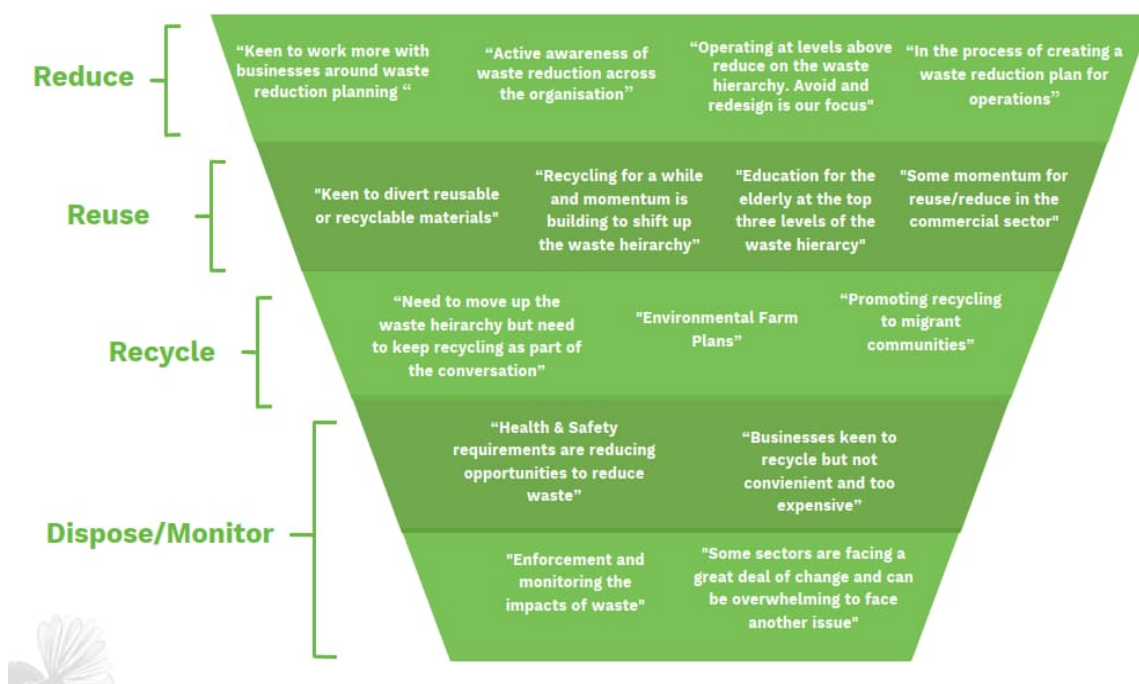 Reduce
“Keen to work more with
businesses around waste
reduction planning “
“Active awareness of
waste reduction across
the organisation”
“Operating at levels above
reduce on the waste
hierarchy. Avoid and
redesign is our focus"
“In the process of creating a
waste reduction plan for
operations”
Reuse
"Keen to divert reusable
or recyclable materials"
“Recycling for a while
and momentum is
building to shift up
the waste heirarchy”
"Education for the
elderly at the top
three levels of the
waste hierarcy"
"Some momentum for
reuse/reduce in the
commercial sector"
Recycle
“Need to move up the
waste heirarchy but need
to keep recycling as part of
the conversation”
"Environmental Farm
Plans”
“Promoting recycling
to migrant
communities”
Dispose/Monitor
“Health & Safety
requirements are reducing
opportunities to reduce
waste”
“Businesses keen to
recycle but not
convienient and too
expensive”
"Enforcement and
monitoring the
impacts of waste"
"Some sectors are facing a
great deal of change and can
be overwhelming to face
another issue"